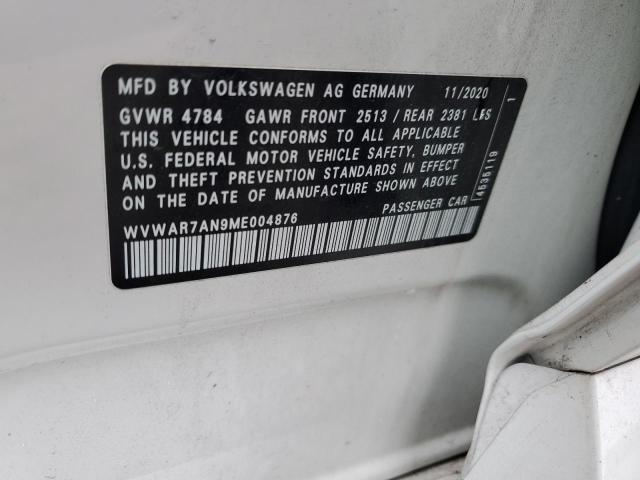 MFD BY VOLKSWAGEN AG GERMANY 11/2020
GVWR 4784 GAWR FRONT 2513 / REAR 2381 LBS
THIS VEHICLE CONFORMS TO ALL APPLICABLE
U.S. FEDERAL MOTOR VEHICLE SAFETY, BUMPER
AND THEFT PREVENTION STANDARDS IN EFFECT
ON THE DATE OF MANUFACTURE SHOWN ABOVE
WVWAR7AN9ME004876 PASSENGER CAR
4535119 1